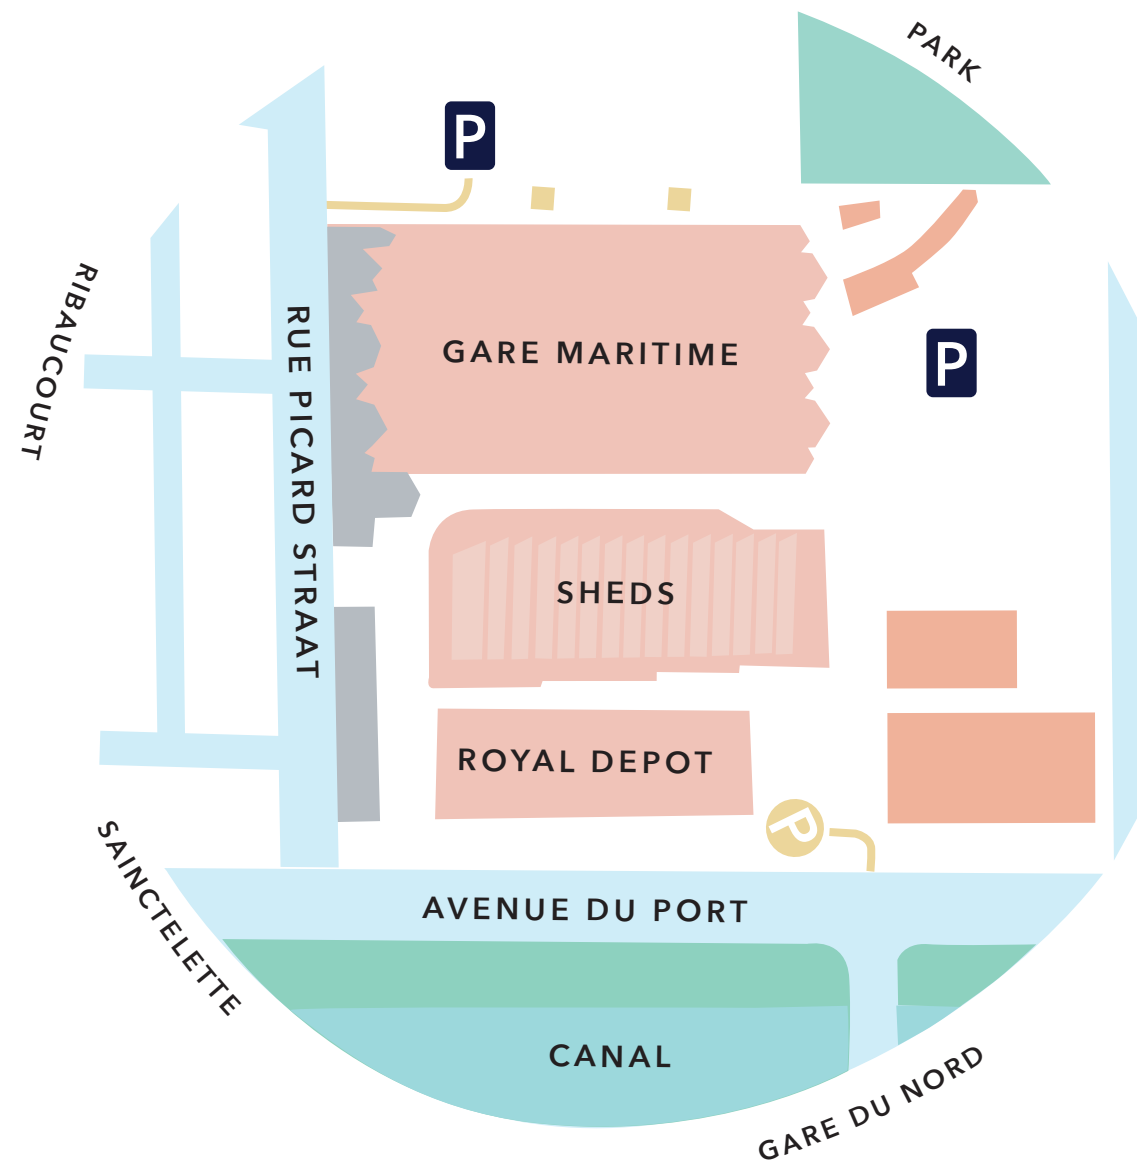 PARK
P
RIBAUCOURT
RUE PICARD STRAAT
GARE MARITIME
P
SHEDS
ROYAL DEPOT
P
SAINCTELETTE
AVENUE DU PORT
CANAL
GARE DU NORD